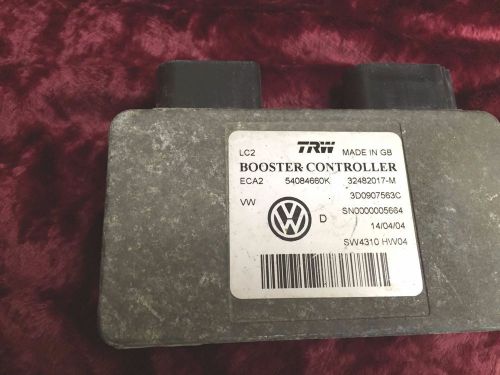 LC2 TRW MADE IN GB
BOOSTER CONTROLLER
ECA2 54084660K 32482017-M
VW 3D0907563C
D SN0000005664
14/04/04
SW4310 HW04